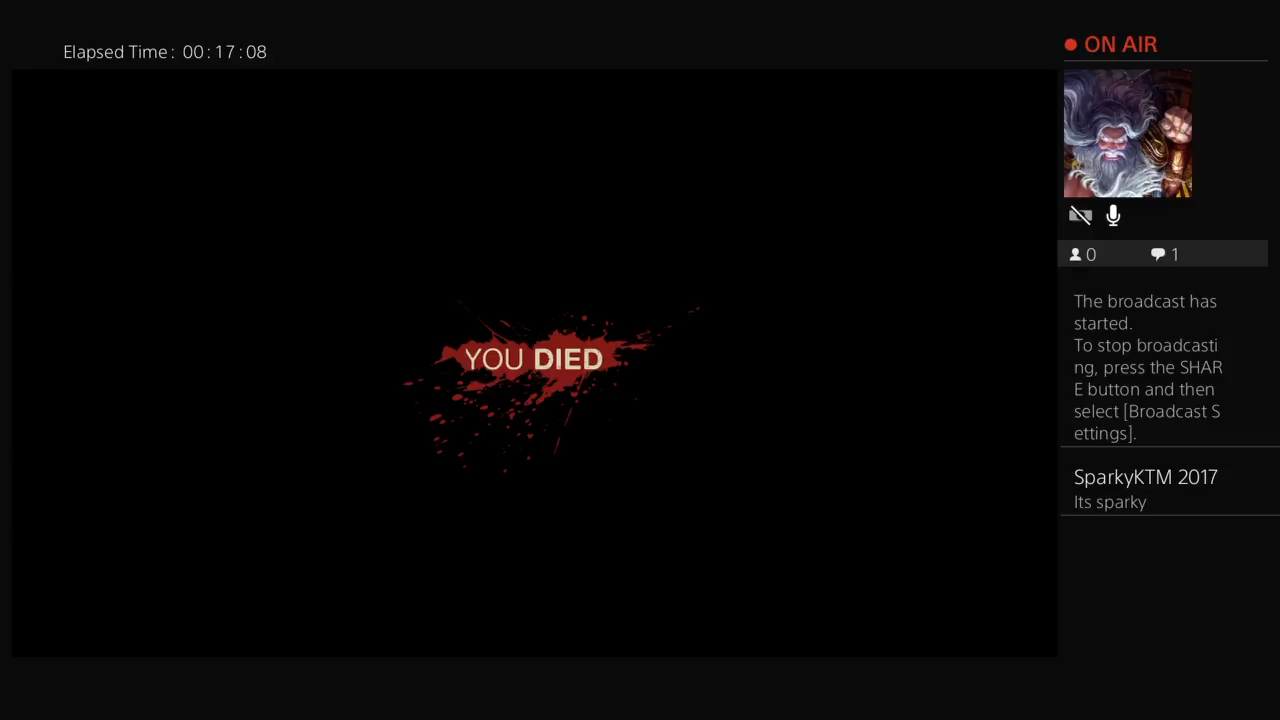 Elapsed Time: 00:17:08
ON AIR
0 1
YOU DIED
The broadcast has
started.
To stop broadcasti
ng, press the SHAR
E button and then
select [Broadcast S
ettings].
SparkyKTM 2017
Its sparky